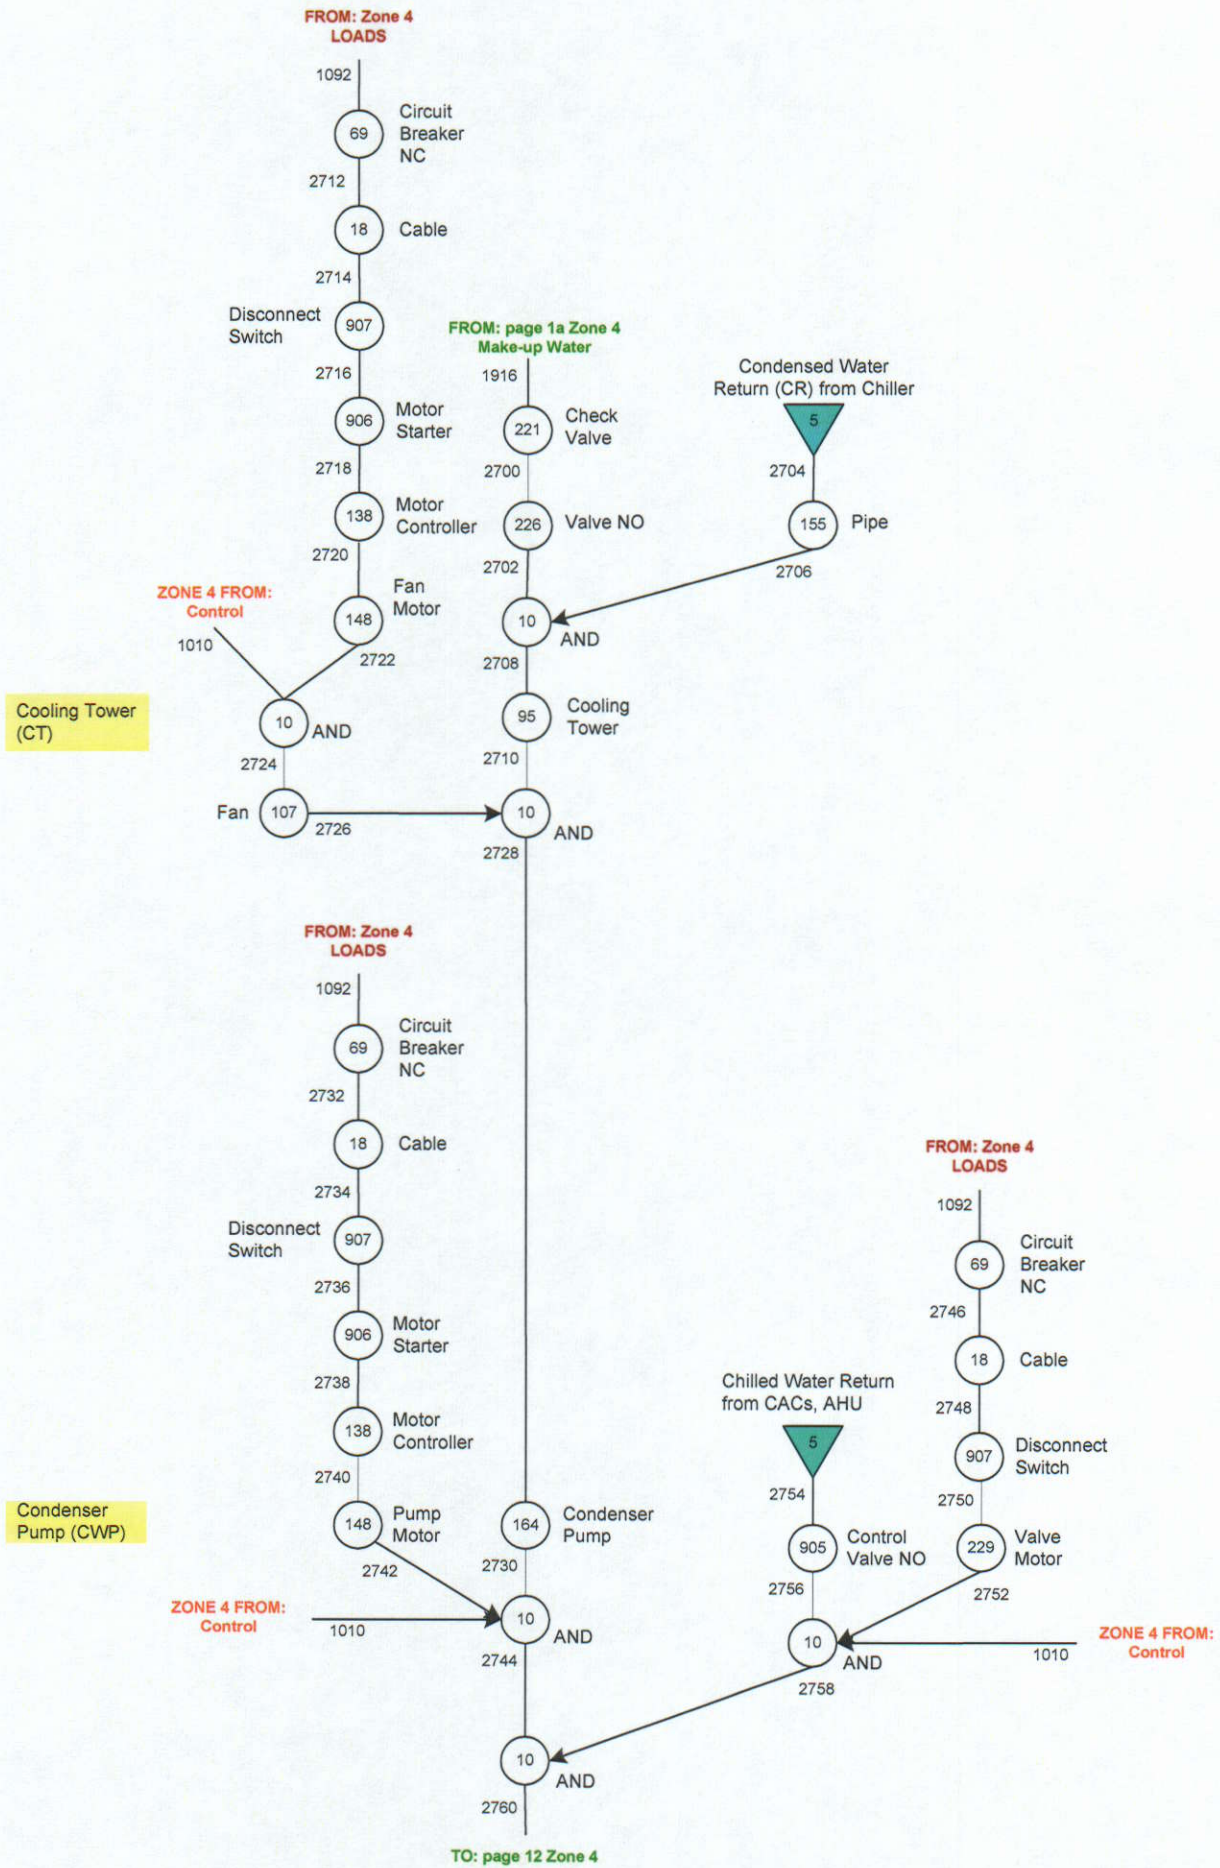 FROM: Zone 4
LOADS
1092
69
Circuit
Breaker
NC
2712
18
Cable
2714
Disconnect
Switch
907
2716
906
Motor
Starter
2718
138
Motor
Controller
2720
148
Fan
Motor
2722
ZONE 4 FROM:
Control
1010
FROM: page 1a Zone 4
Make-up Water
1916
221
Check
Valve
2700
226
Valve NO
2702
10
AND
2708
95
Cooling
Tower
2710
Condensed Water
Return (CR) from Chiller
5
2704
155
Pipe
2706
Cooling Tower
(CT)
10
AND
2724
Fan
107
2726
10
AND
2728
FROM: Zone 4
LOADS
1092
69
Circuit
Breaker
NC
2732
18
Cable
2734
Disconnect
Switch
907
2736
906
Motor
Starter
2738
138
Motor
Controller
2740
Condenser
Pump (CWP)
148
Pump
Motor
2742
164
Condenser
Pump
2730
ZONE 4 FROM:
Control
1010
10
AND
2744
FROM: Zone 4
LOADS
1092
69
Circuit
Breaker
NC
2746
18
Cable
2748
907
Disconnect
Switch
2750
229
Valve
Motor
2752
Chilled Water Return
from CACs, AHU
5
2754
905
Control
Valve NO
2756
10
AND
1010
ZONE 4 FROM:
Control
2758
10
AND
2760
TO: page 12 Zone 4